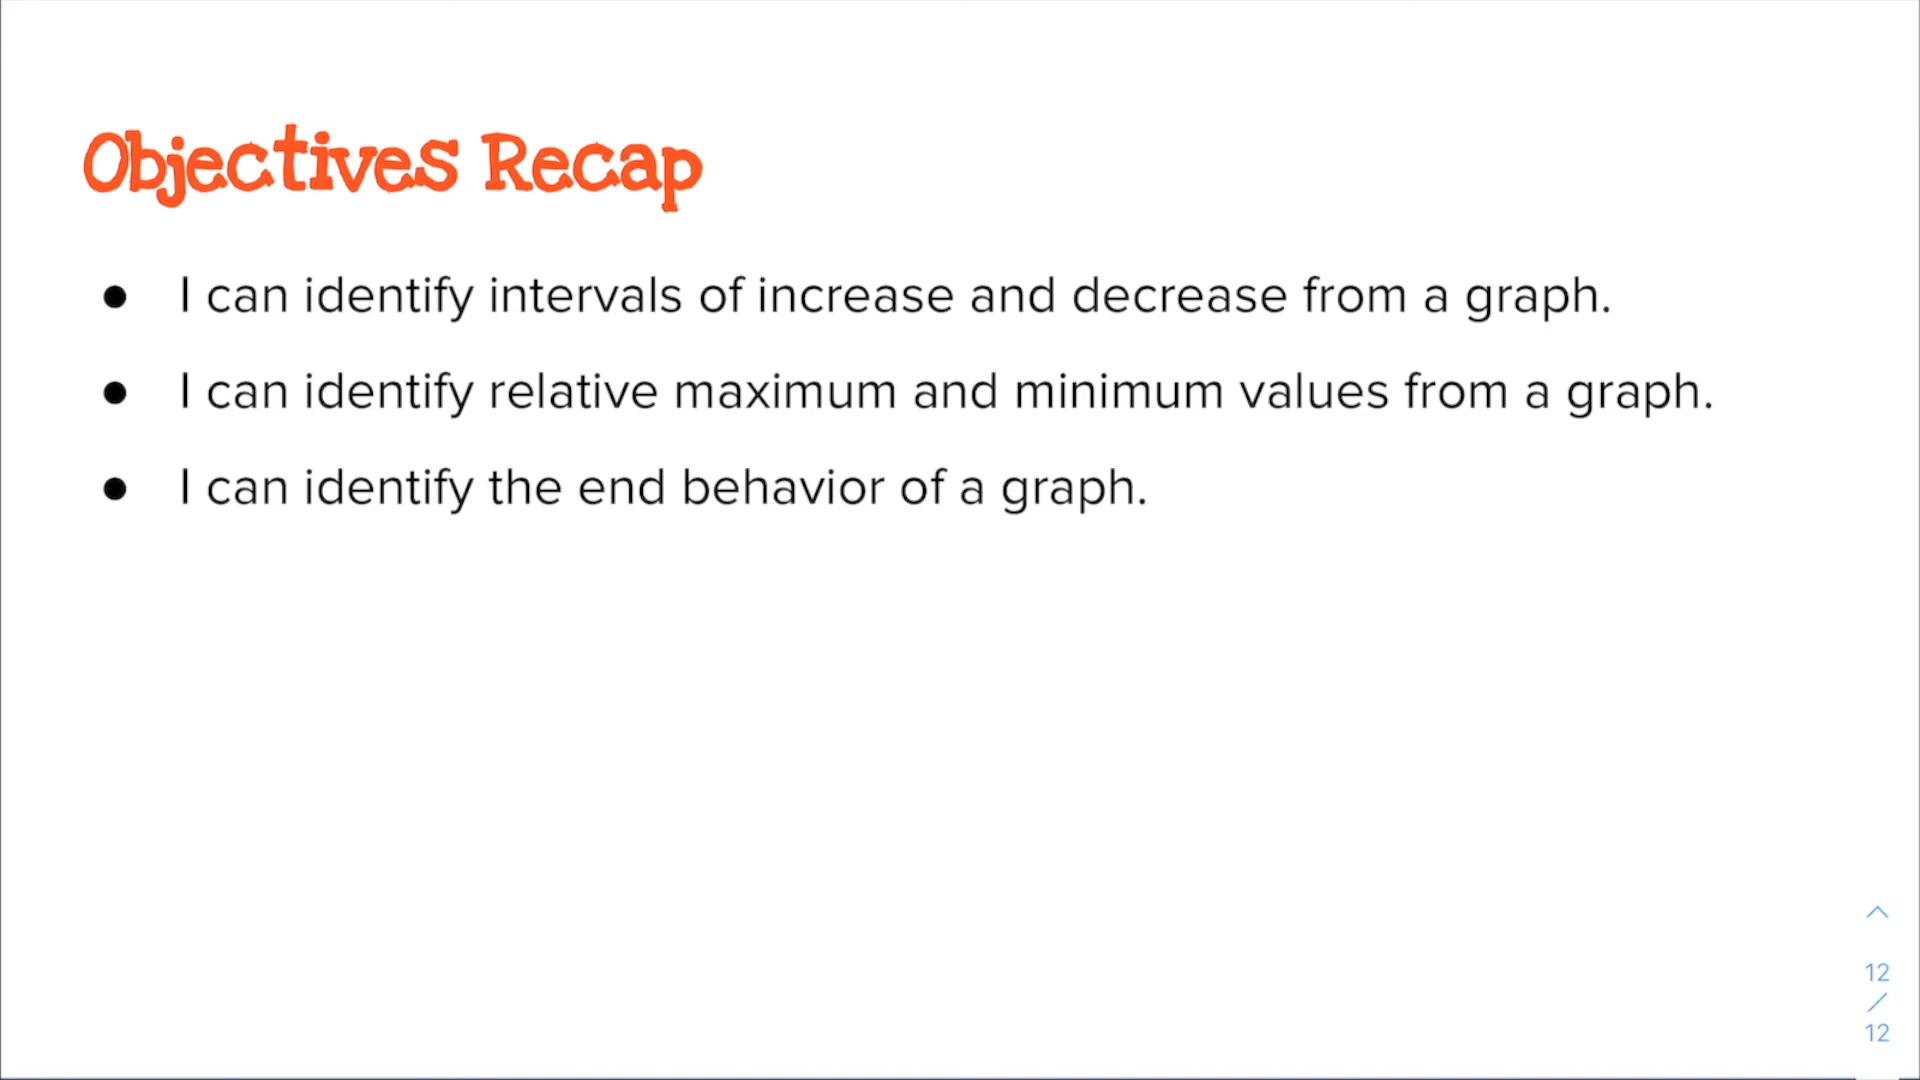 Objectives Recap
● I can identify intervals of increase and decrease from a graph.
● I can identify relative maximum and minimum values from a graph.
● I can identify the end behavior of a graph.
12
/
12